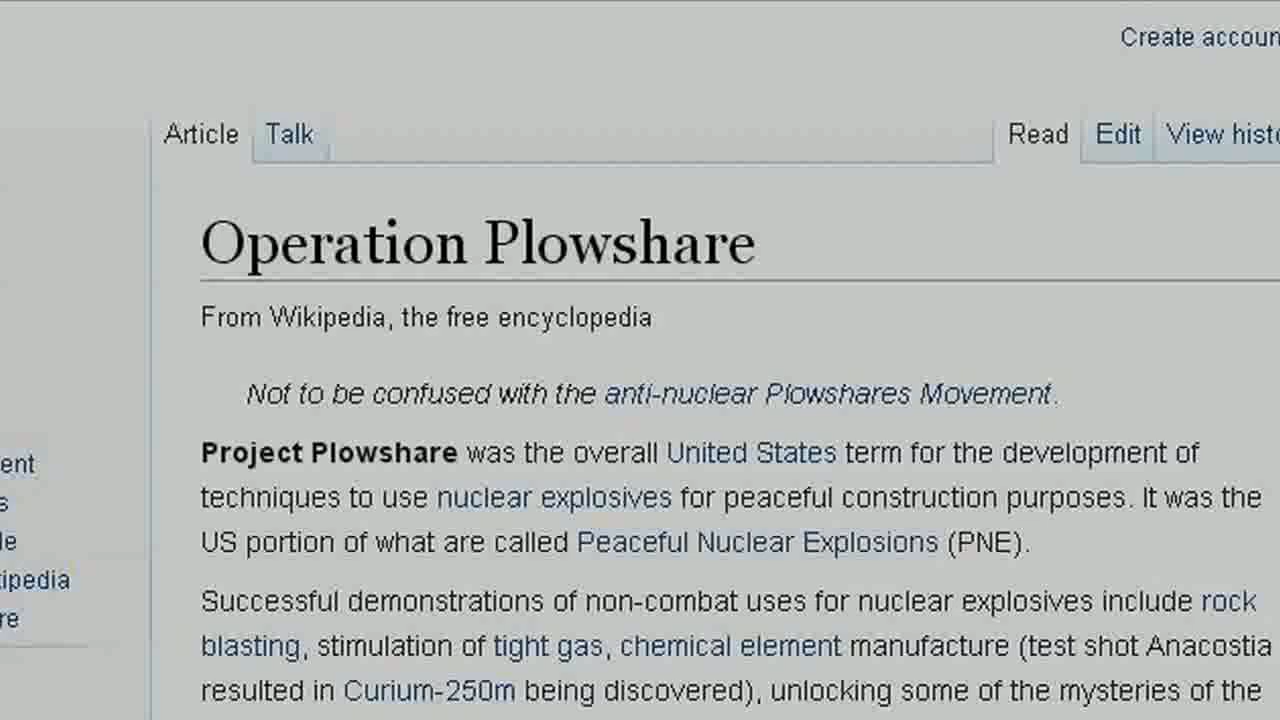 Create accoun
Article Talk Read Edit View histo
Operation Plowshare
From Wikipedia, the free encyclopedia
Not to be confused with the anti-nuclear Plowshares Movement.
Project Plowshare was the overall United States term for the development of
techniques to use nuclear explosives for peaceful construction purposes. It was the
US portion of what are called Peaceful Nuclear Explosions (PNE).
Successful demonstrations of non-combat uses for nuclear explosives include rock
blasting, stimulation of tight gas, chemical element manufacture (test shot Anacostia
resulted in Curium-250m being discovered), unlocking some of the mysteries of the
ent
s
le
ipedia
re